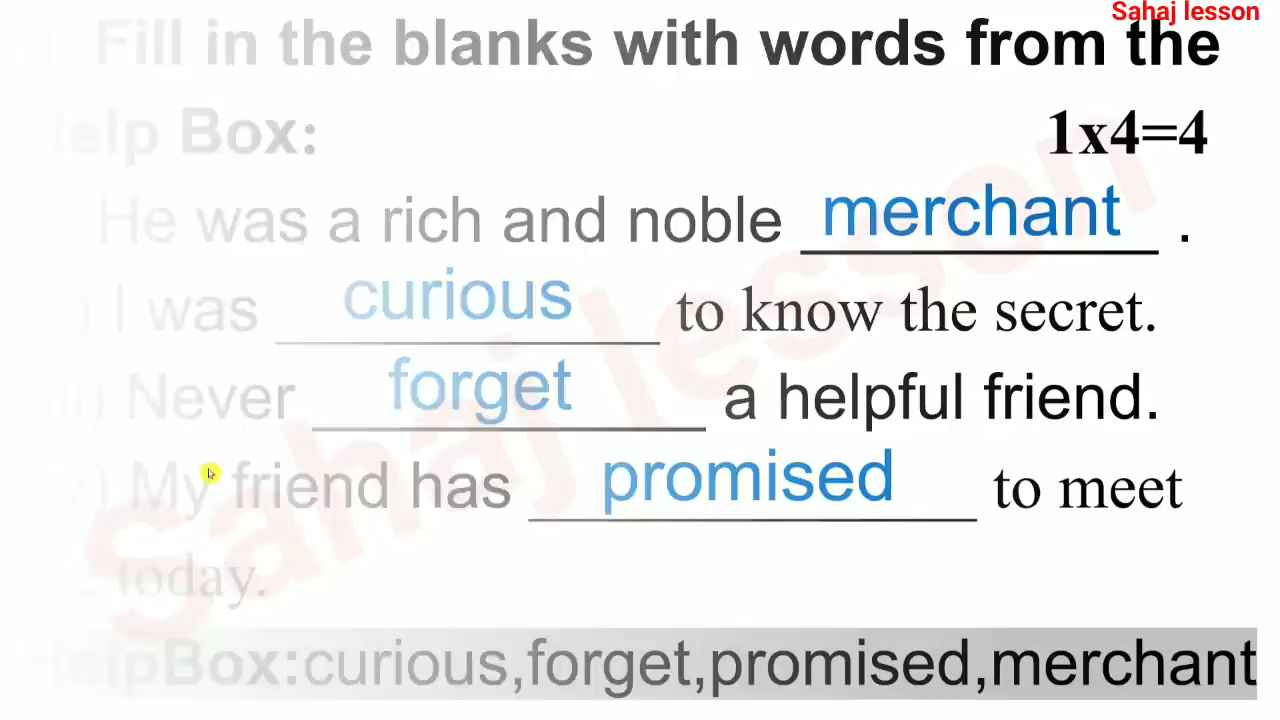 Sahaj lesson
3. Fill in the blanks with words from the
Help Box:
1x4=4
i) He was a rich and noble merchant .
ii) I was curious to know the secret.
iii) Never forget a helpful friend.
iv) My friend has promised to meet
me today.
HelpBox:curious,forget,promised,merchant
Sahaj lesson